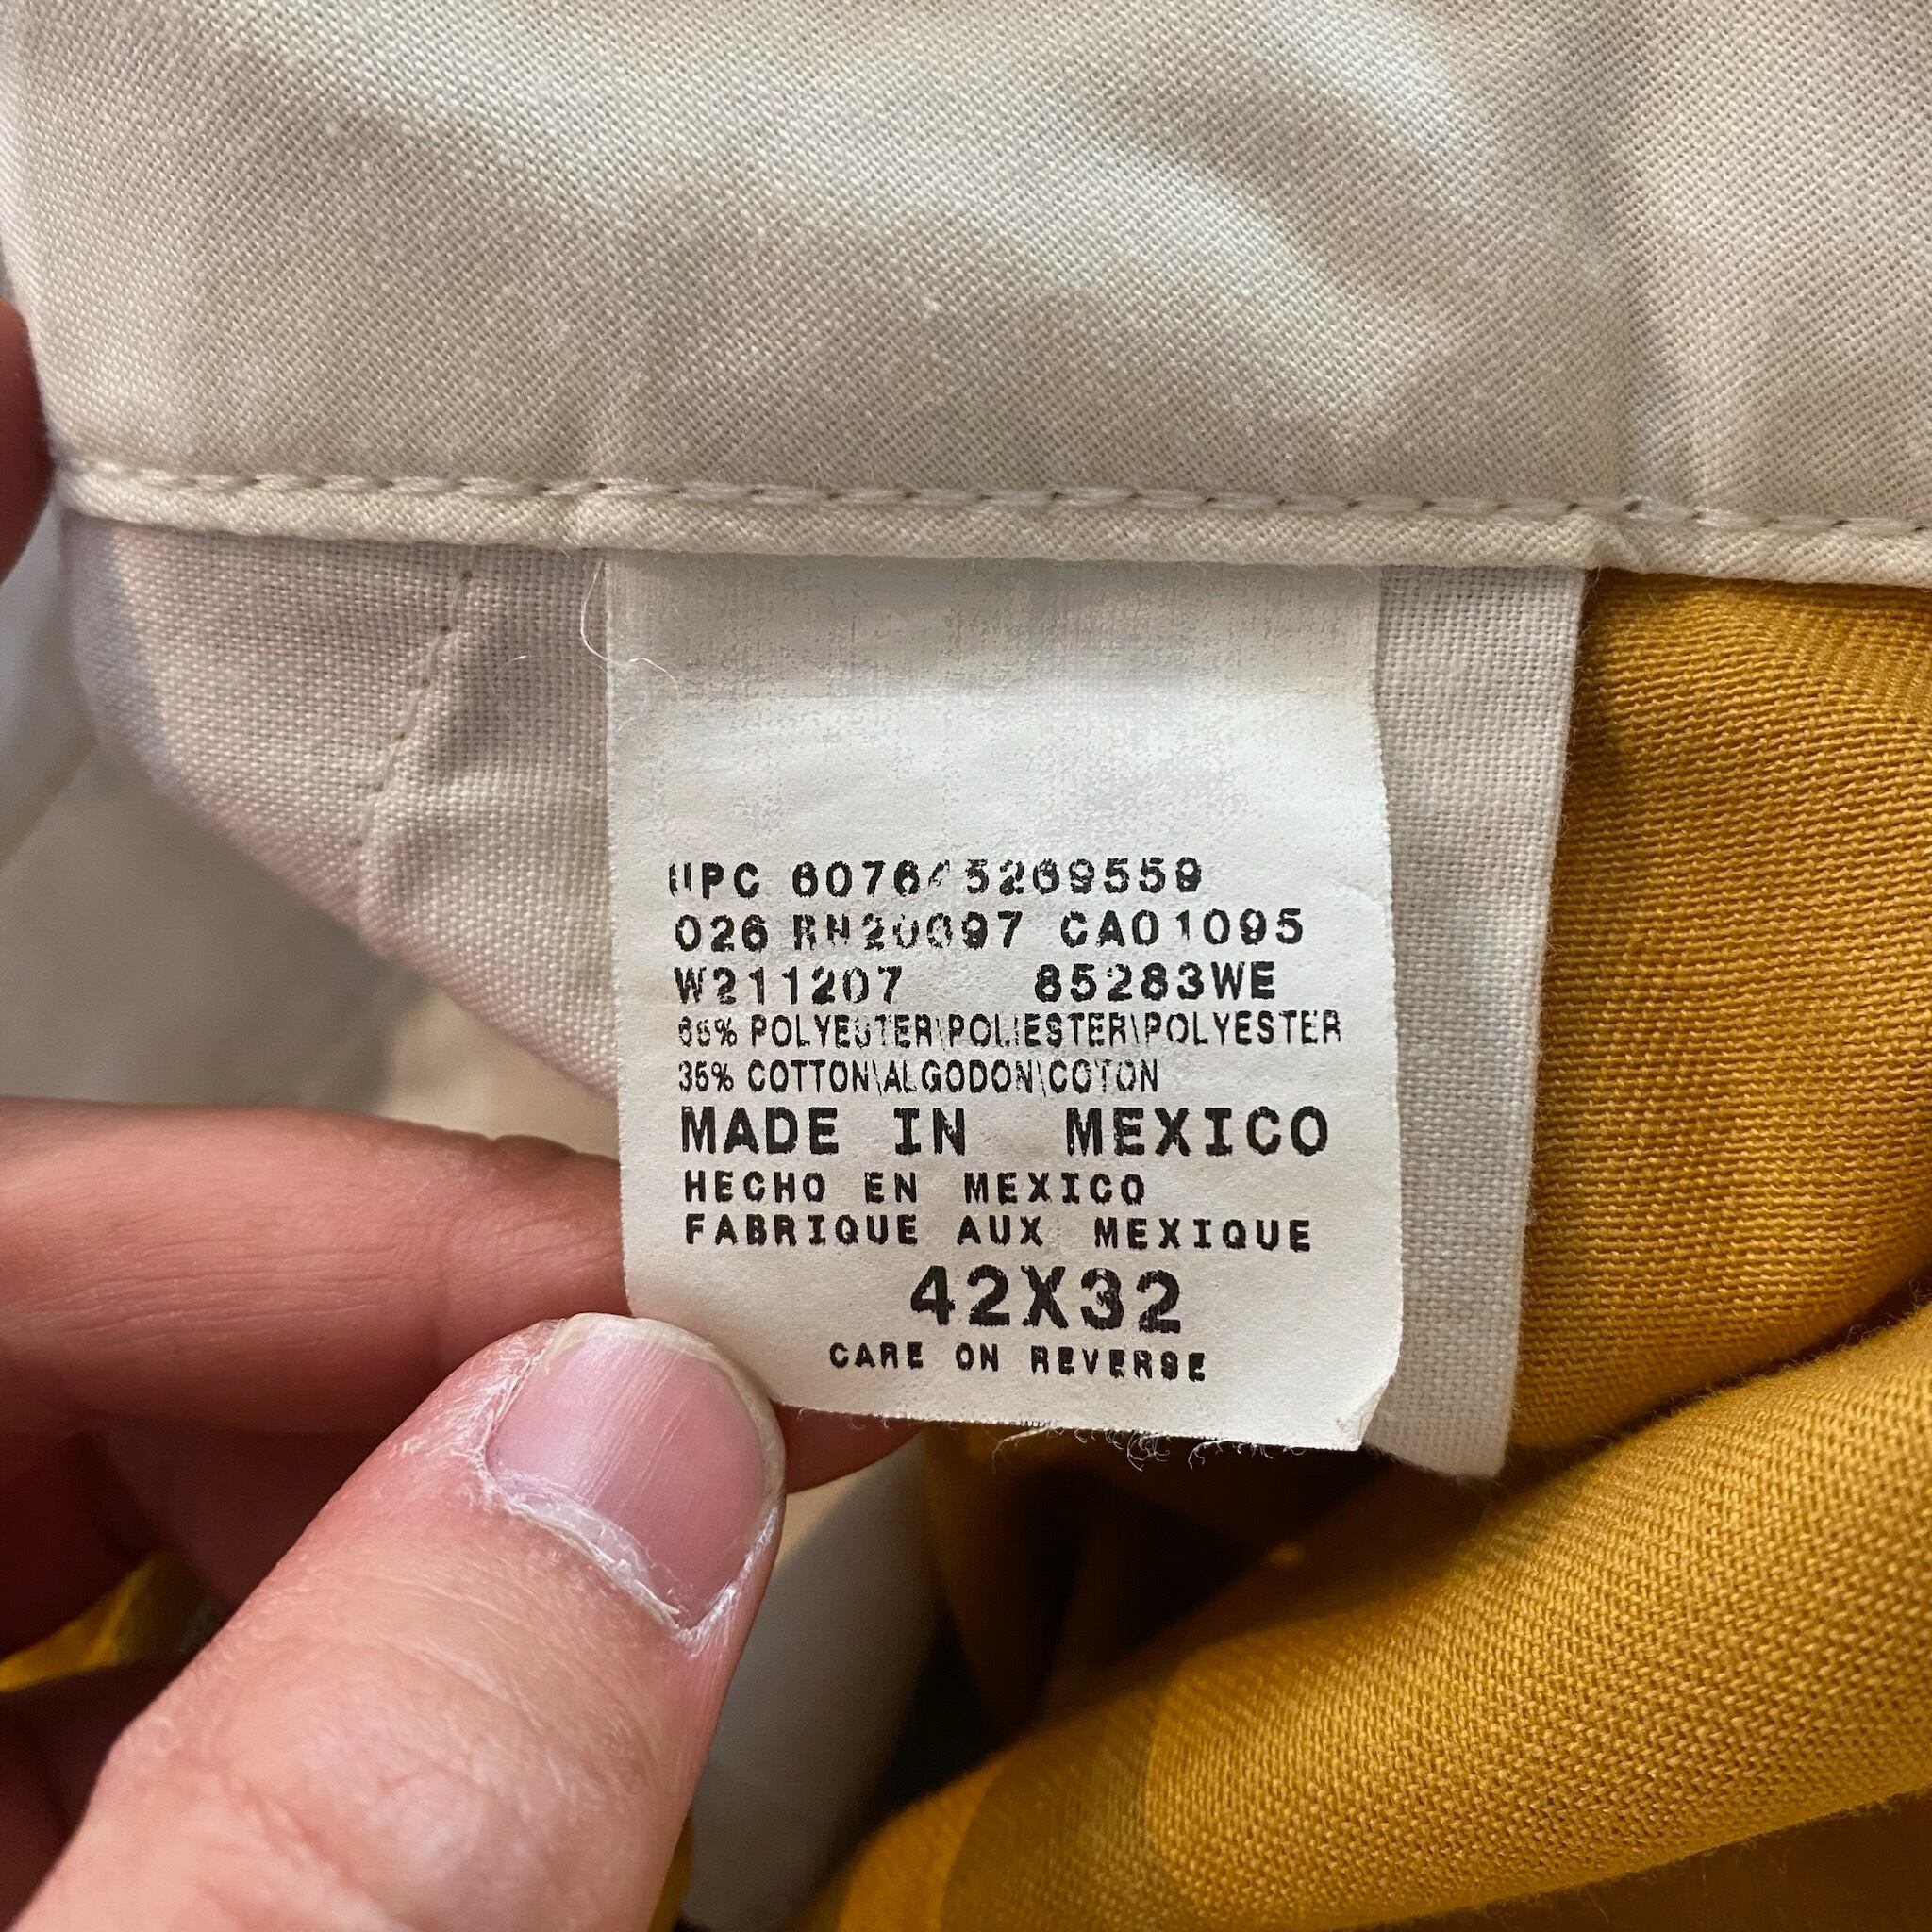 UPC 607645269559
026 RN20697 CA01095
W211207 85283WE
65% POLYESTER\POLIESTER\POLYESTER
35% COTTON\ALGODON\COTON
MADE IN MEXICO
HECHO EN MEXICO
FABRIQUE AUX MEXIQUE
42X32
CARE ON REVERSE